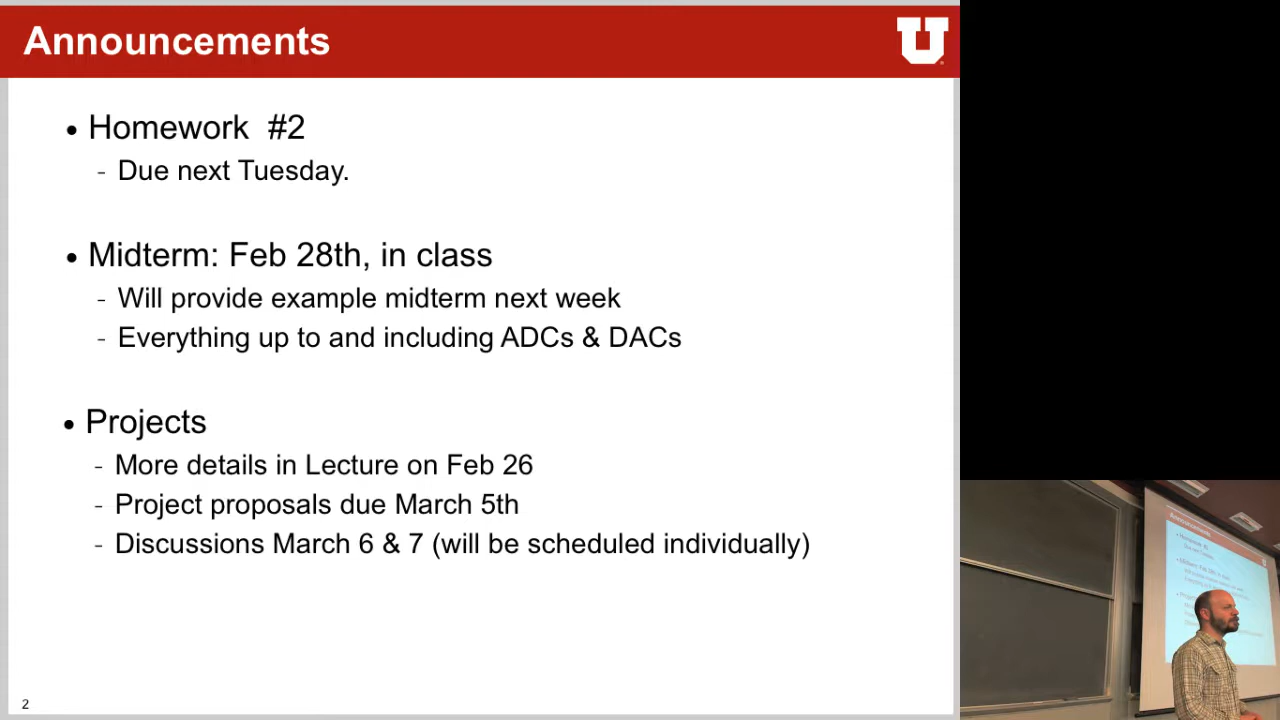 Announcements
U
• Homework #2
- Due next Tuesday.
• Midterm: Feb 28th, in class
- Will provide example midterm next week
- Everything up to and including ADCs & DACs
• Projects
- More details in Lecture on Feb 26
- Project proposals due March 5th
- Discussions March 6 & 7 (will be scheduled individually)
2
Announcements